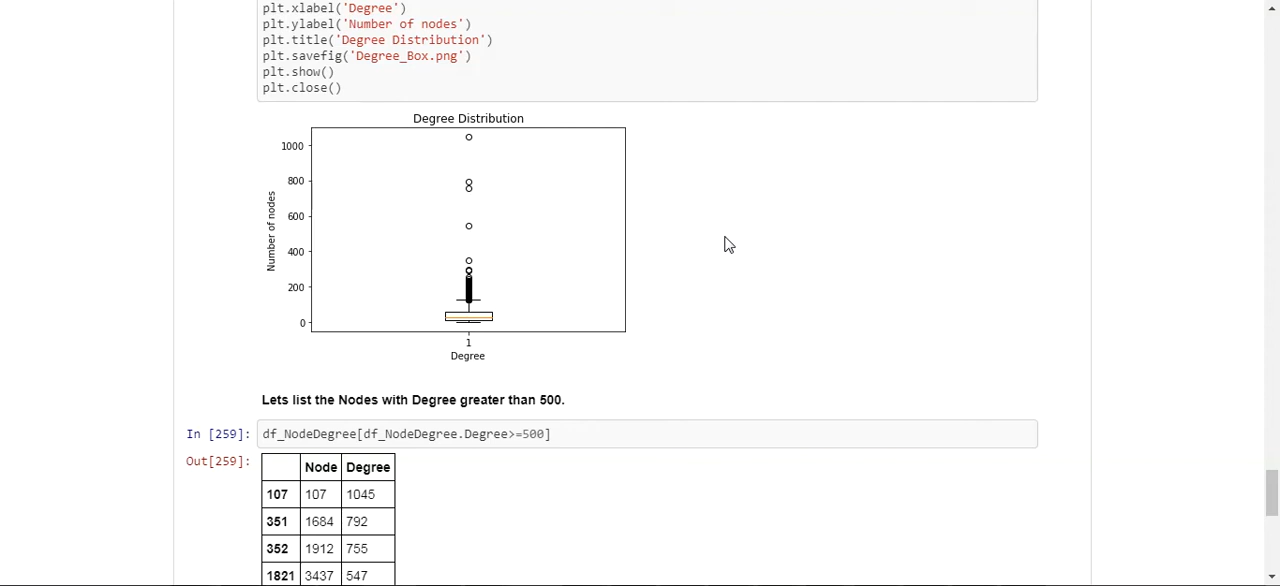 plt.xlabel('Degree')
plt.ylabel('Number of nodes')
plt.title('Degree Distribution')
plt.savefig('Degree_Box.png')
plt.show()
plt.close()
Degree Distribution
1000
800
600
400
200
0
Number of nodes
1
Degree
Lets list the Nodes with Degree greater than 500.
In [259]: df_NodeDegree[df_NodeDegree.Degree>=500]
Out[259]:
Node Degree
107 107 1045
351 1684 792
352 1912 755
1821 3437 547